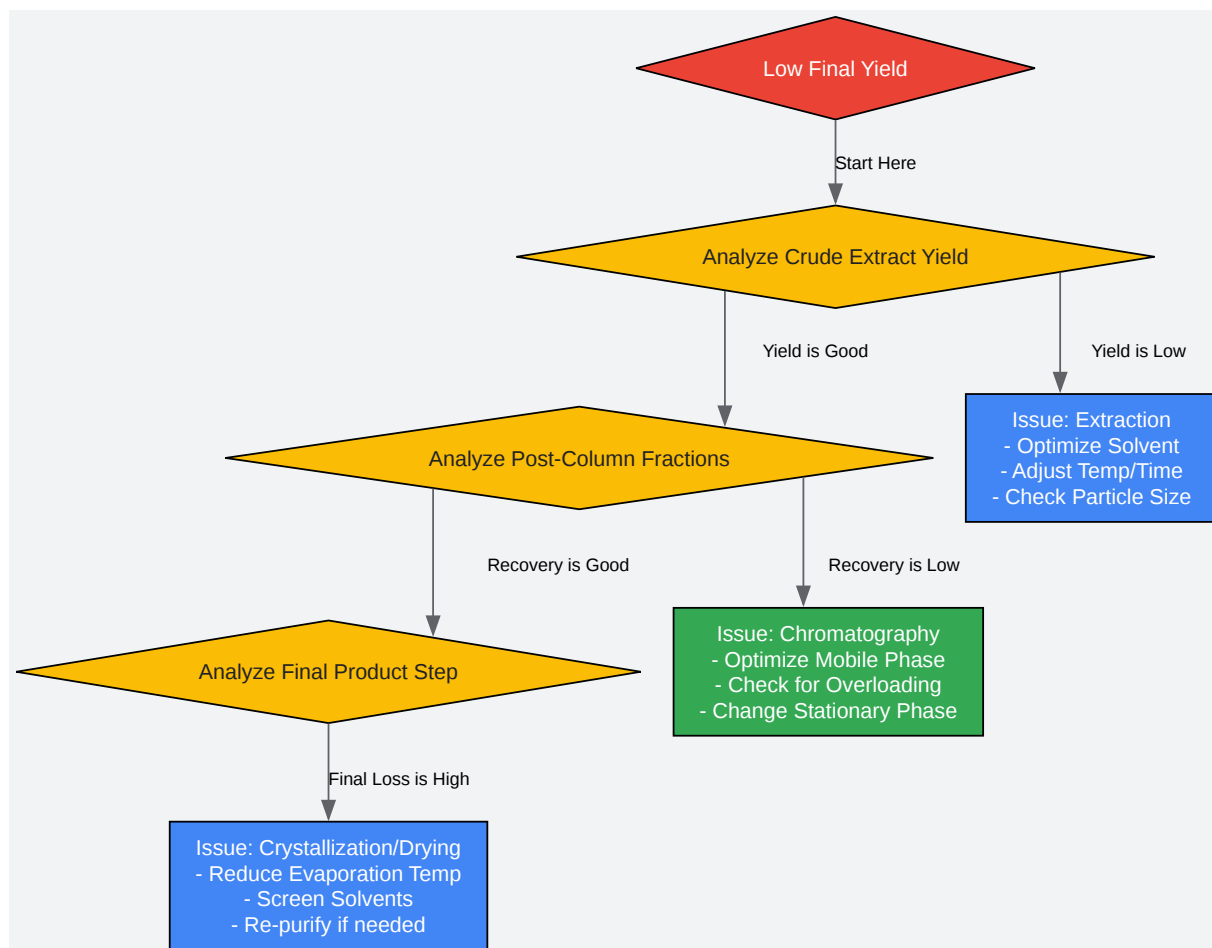 Low Final Yield
Start Here
Analyze Crude Extract Yield
Yield is Good
Yield is Low
Issue: Extraction
- Optimize Solvent
- Adjust Temp/Time
- Check Particle Size
Analyze Post-Column Fractions
Recovery is Good
Recovery is Low
Issue: Chromatography
- Optimize Mobile Phase
- Check for Overloading
- Change Stationary Phase
Analyze Final Product Step
Final Loss is High
Issue: Crystallization/Drying
- Reduce Evaporation Temp
- Screen Solvents
- Re-purify if needed